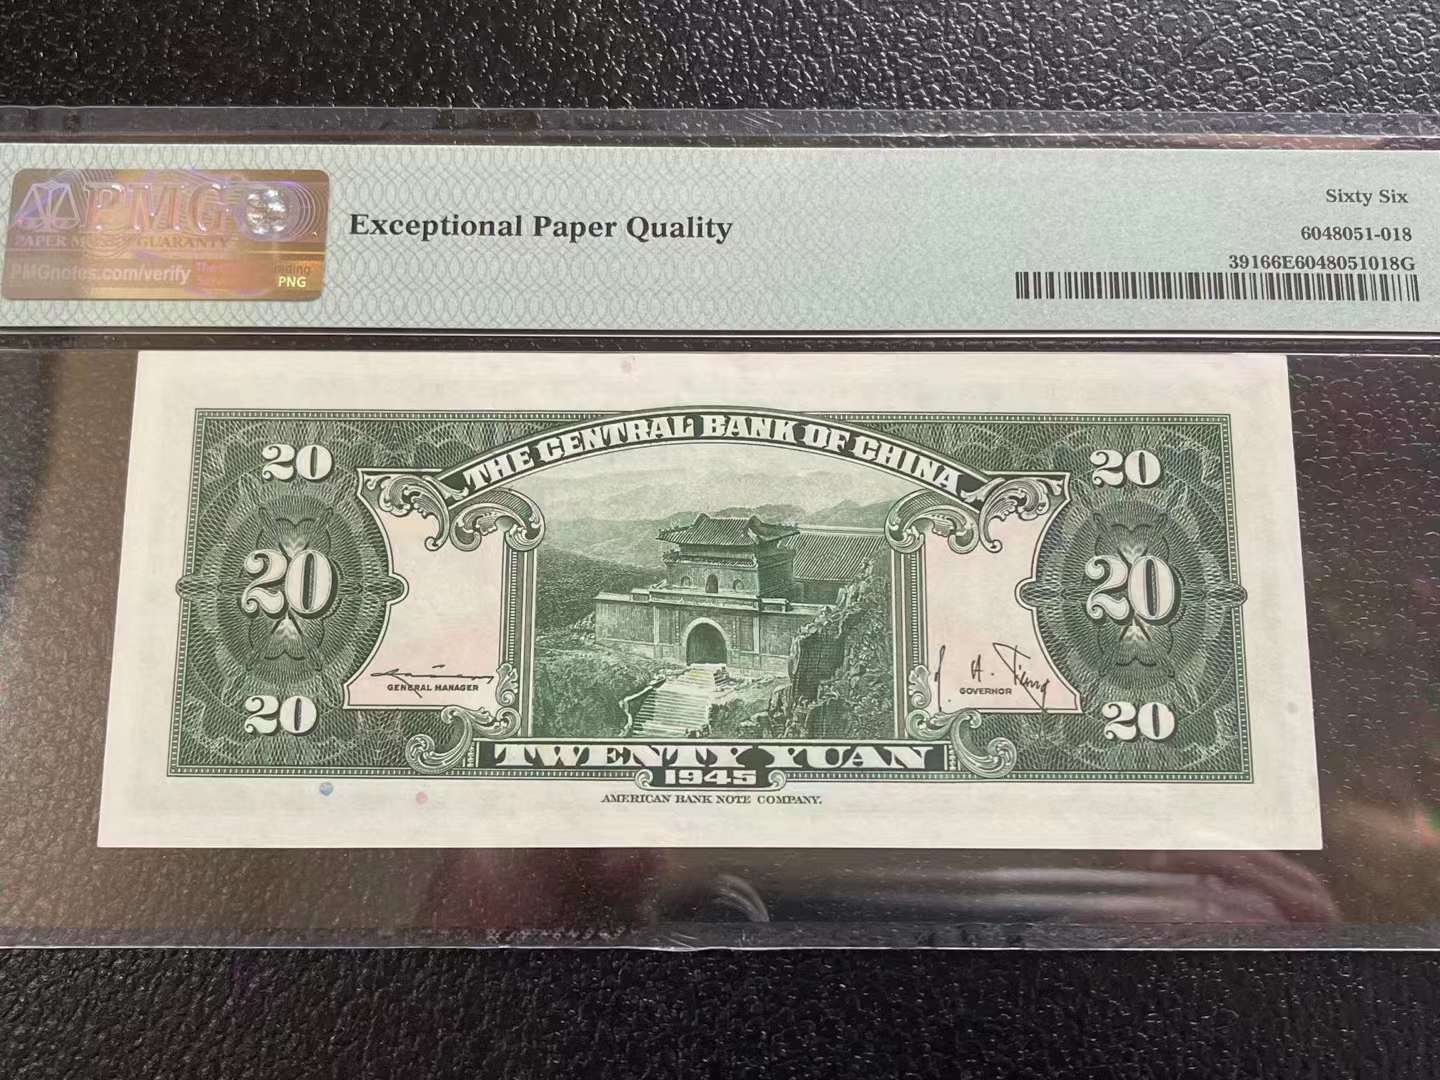 PMG
PAPER MONEY GUARANTY
PMGnotes.com/verify
PNG
Exceptional Paper Quality
Sixty Six
6048051-018
39166E6048051018G
THE CENTRAL BANK OF CHINA
20 20
20 20
GENERAL MANAGER
GOVERNOR
20 20
TWENTY YUAN
1945
AMERICAN BANK NOTE COMPANY.